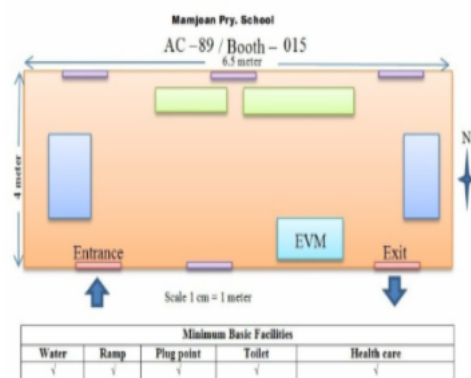 Mamjoan Pry. School
AC – 89 / Booth – 015
6.5 meter
4 meter
N
EVM
Entrance
Exit
Scale 1 cm = 1 meter
Minimum Basic Facilities
Water Ramp Plug point Toilet Health care
√ √ √ √ √